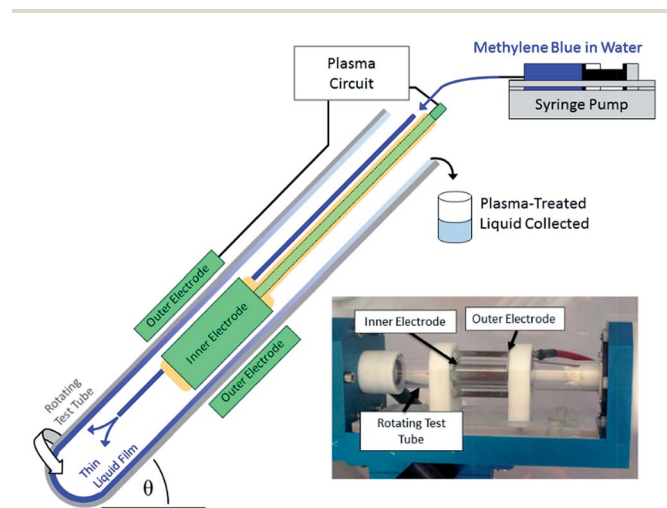 Methylene Blue in Water
Plasma
Circuit
Syringe Pump
Plasma-Treated
Liquid Collected
Outer Electrode
Inner Electrode
Outer Electrode
Inner Electrode
Outer Electrode
Rotating Test
Tube
Rotating
Test Tube
Thin
Liquid Film
θ